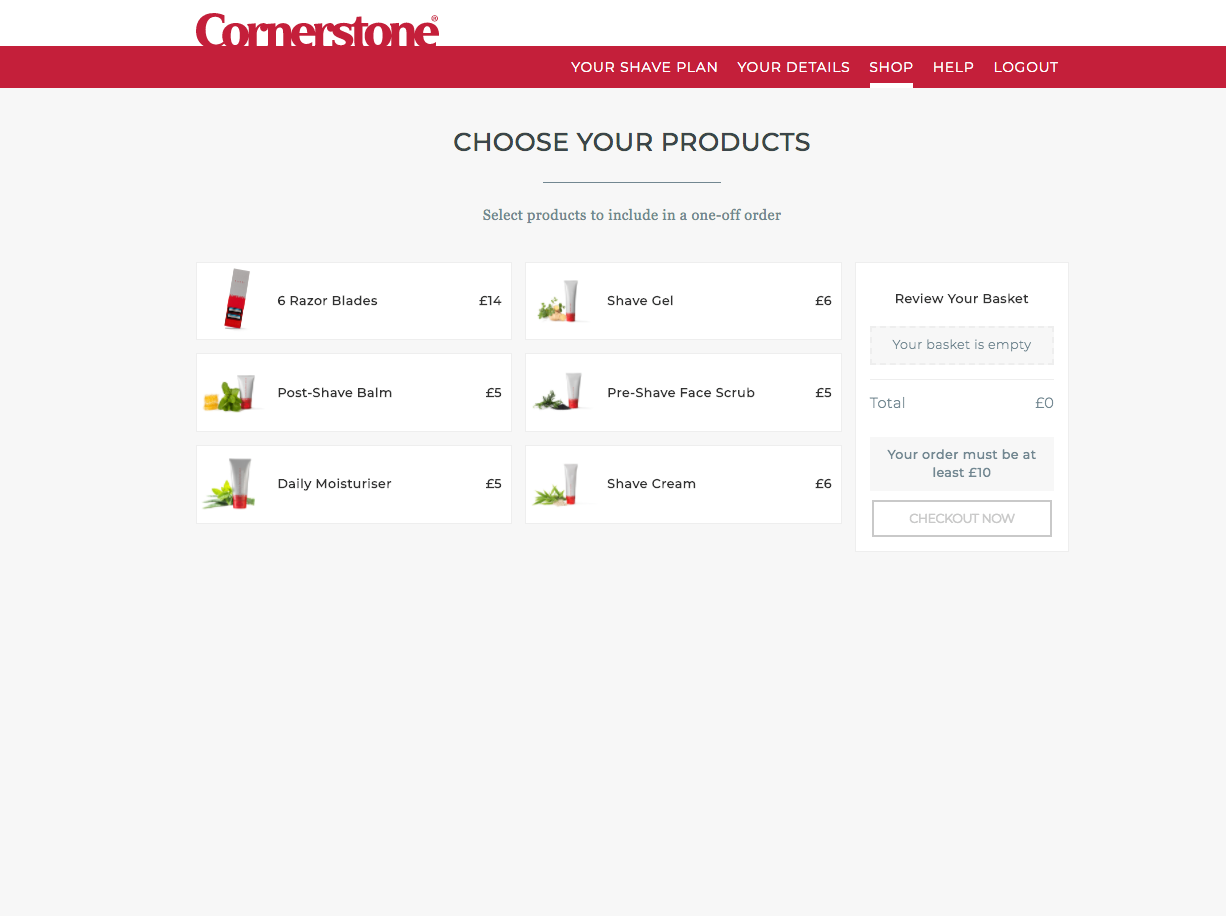 Cornerstone®
YOUR SHAVE PLAN YOUR DETAILS SHOP HELP LOGOUT
CHOOSE YOUR PRODUCTS
Select products to include in a one-off order
6 Razor Blades £14
Shave Gel £6
Post-Shave Balm £5
Pre-Shave Face Scrub £5
Daily Moisturiser £5
Shave Cream £6
Review Your Basket
Your basket is empty
Total £0
Your order must be at
least £10
CHECKOUT NOW